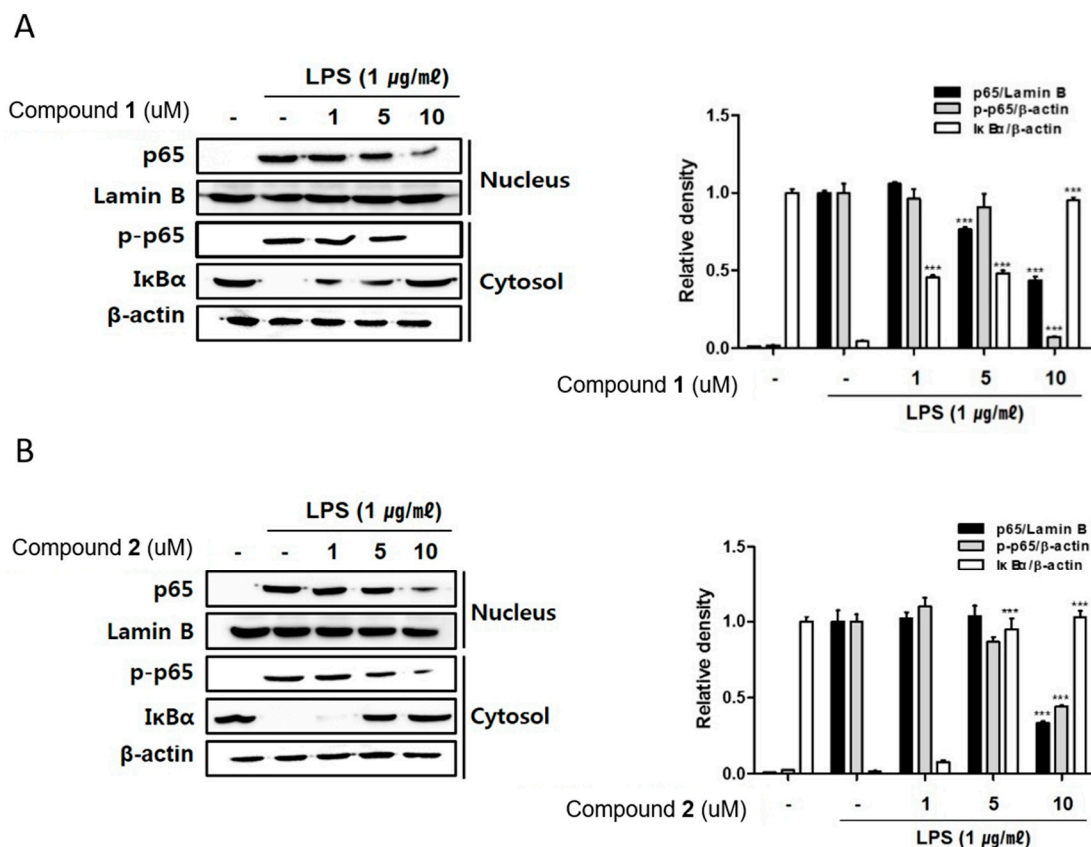 A
LPS (1 μg/mℓ)
Compound 1 (uM) - - 1 5 10
p65
Lamin B
Nucleus
p-p65
IκBα
β-actin
Cytosol
p65/Lamin B
p-p65/β-actin
IκBα/β-actin
Relative density
1.5
1.0
0.5
0.0
*** *** *** *** *** ***
Compound 1 (uM) - - 1 5 10
LPS (1 μg/mℓ)
B
LPS (1 μg/mℓ)
Compound 2 (uM) - - 1 5 10
p65
Lamin B
Nucleus
p-p65
IκBα
β-actin
Cytosol
p65/Lamin B
p-p65/β-actin
IκBα/β-actin
Relative density
1.5
1.0
0.5
0.0
*** *** *** ***
Compound 2 (uM) - - 1 5 10
LPS (1 μg/mℓ)